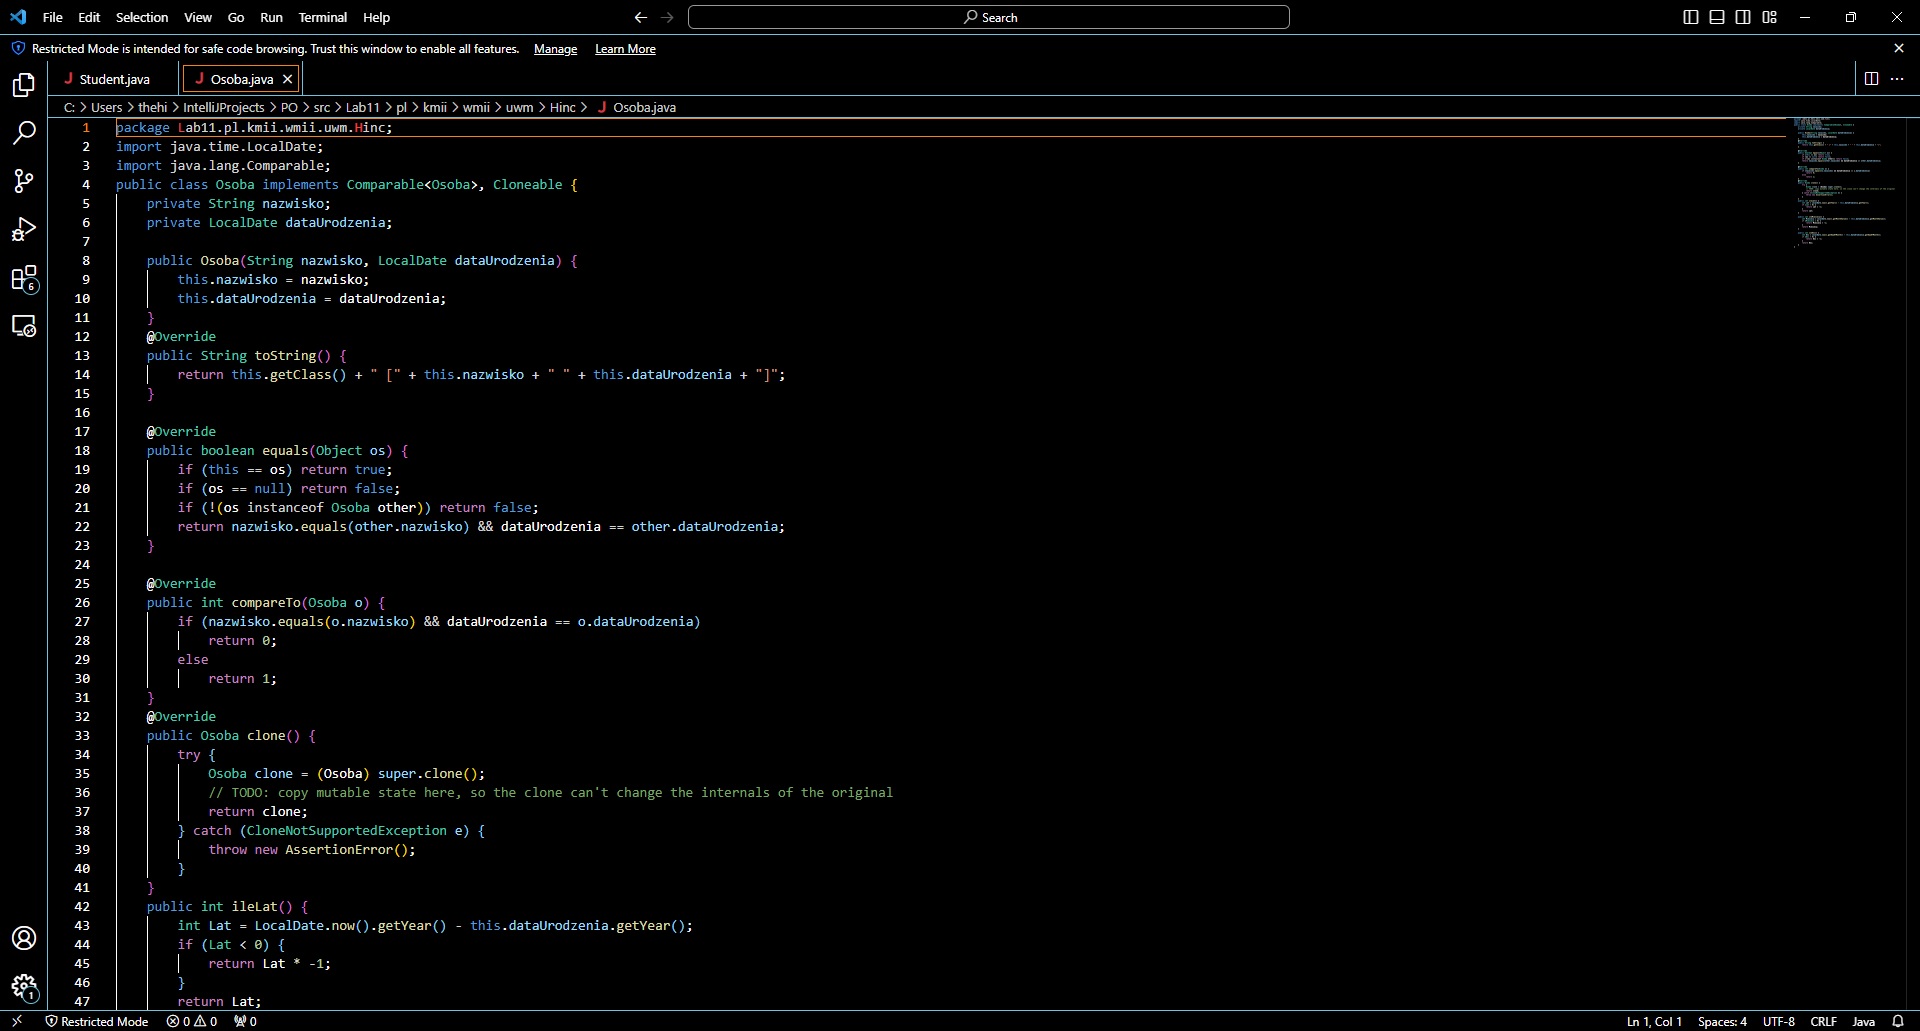 File Edit Selection View Go Run Terminal Help
Search
Restricted Mode is intended for safe code browsing. Trust this window to enable all features. Manage Learn More
J Student.java J Osoba.java
C: > Users > thehi > IntelliJProjects > PO > src > Lab11 > pl > kmii > wmii > uwm > Hinc > J Osoba.java
1 package Lab11.pl.kmii.wmii.uwm.Hinc;
2 import java.time.LocalDate;
3 import java.lang.Comparable;
4 public class Osoba implements Comparable<Osoba>, Cloneable {
5 private String nazwisko;
6 private LocalDate dataUrodzenia;
7
8 public Osoba(String nazwisko, LocalDate dataUrodzenia) {
9 this.nazwisko = nazwisko;
10 this.dataUrodzenia = dataUrodzenia;
11 }
12 @Override
13 public String toString() {
14 return this.getClass() + " [" + this.nazwisko + " " + this.dataUrodzenia + "]";
15 }
16
17 @Override
18 public boolean equals(Object os) {
19 if (this == os) return true;
20 if (os == null) return false;
21 if (!(os instanceof Osoba other)) return false;
22 return nazwisko.equals(other.nazwisko) && dataUrodzenia == other.dataUrodzenia;
23 }
24
25 @Override
26 public int compareTo(Osoba o) {
27 if (nazwisko.equals(o.nazwisko) && dataUrodzenia == o.dataUrodzenia)
28 return 0;
29 else
30 return 1;
31 }
32 @Override
33 public Osoba clone() {
34 try {
35 Osoba clone = (Osoba) super.clone();
36 // TODO: copy mutable state here, so the clone can't change the internals of the original
37 return clone;
38 } catch (CloneNotSupportedException e) {
39 throw new AssertionError();
40 }
41 }
42 public int ileLat() {
43 int Lat = LocalDate.now().getYear() - this.dataUrodzenia.getYear();
44 if (Lat < 0) {
45 return Lat * -1;
46 }
47 return Lat;
6
1
Restricted Mode 0 0 0 Ln 1, Col 1 Spaces: 4 UTF-8 CRLF Java